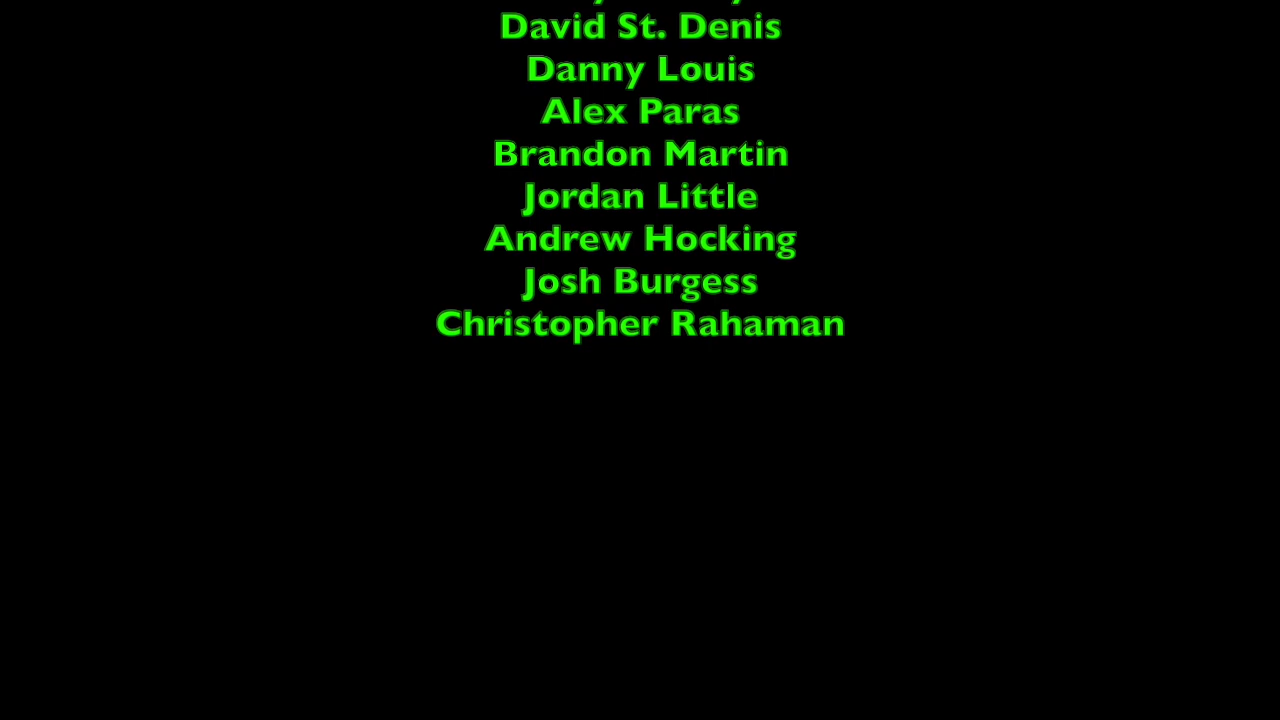 David St. Denis
Danny Louis
Alex Paras
Brandon Martin
Jordan Little
Andrew Hocking
Josh Burgess
Christopher Rahaman